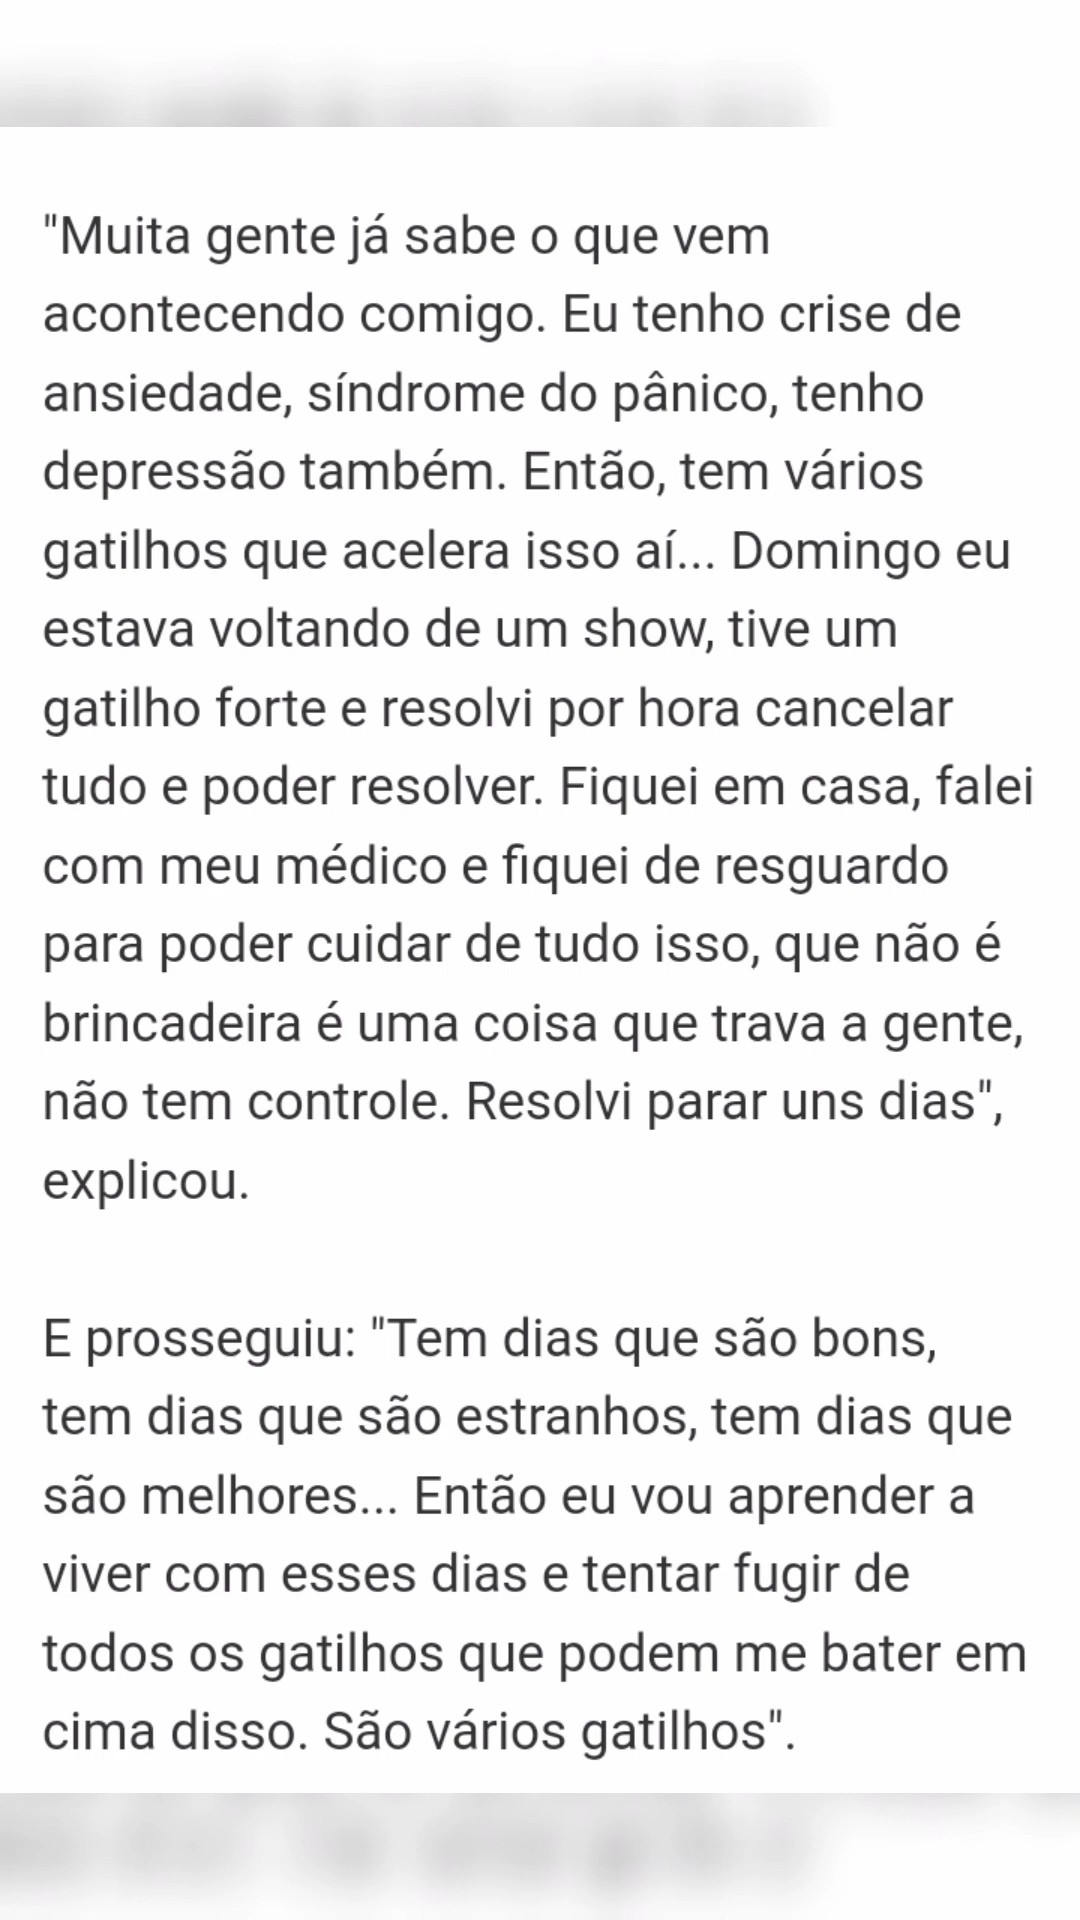 "Muita gente já sabe o que vem
acontecendo comigo. Eu tenho crise de
ansiedade, síndrome do pânico, tenho
depressão também. Então, tem vários
gatilhos que acelera isso aí... Domingo eu
estava voltando de um show, tive um
gatilho forte e resolvi por hora cancelar
tudo e poder resolver. Fiquei em casa, falei
com meu médico e fiquei de resguardo
para poder cuidar de tudo isso, que não é
brincadeira é uma coisa que trava a gente,
não tem controle. Resolvi parar uns dias",
explicou.
E prosseguiu: "Tem dias que são bons,
tem dias que são estranhos, tem dias que
são melhores... Então eu vou aprender a
viver com esses dias e tentar fugir de
todos os gatilhos que podem me bater em
cima disso. São vários gatilhos".